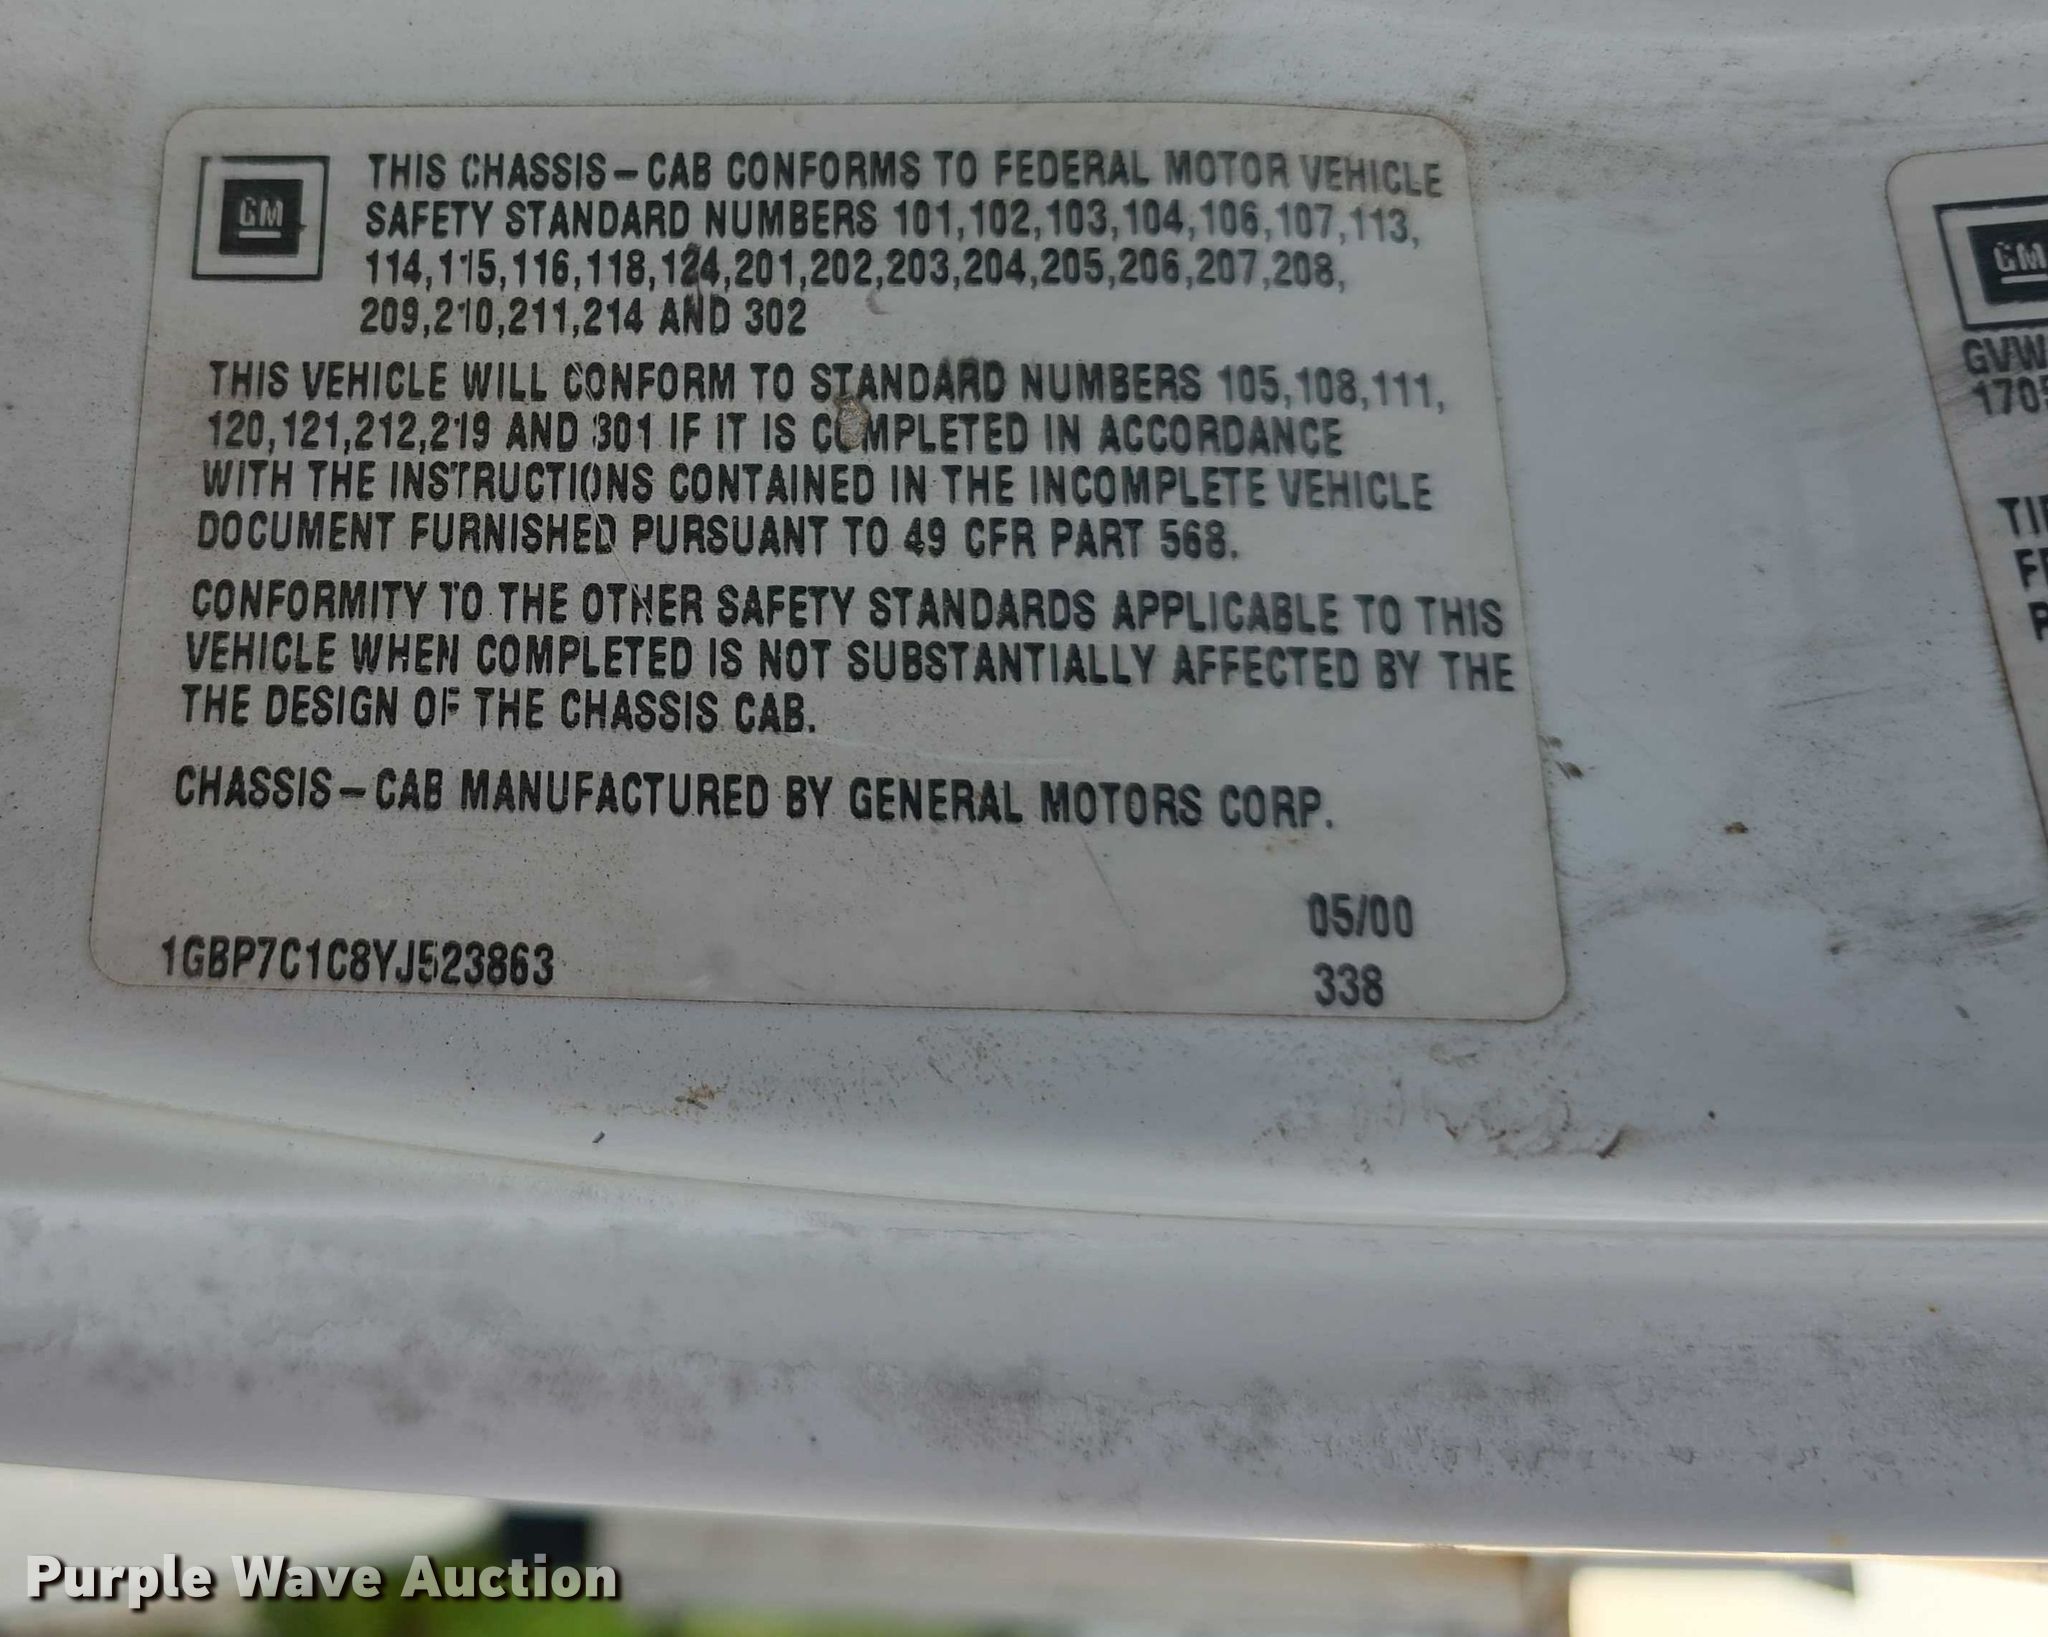 GM
THIS CHASSIS-CAB CONFORMS TO FEDERAL MOTOR VEHICLE
SAFETY STANDARD NUMBERS 101,102,103,104,106,107,113,
114,115,116,118,124,201,202,203,204,205,206,207,208,
209,210,211,214 AND 302
THIS VEHICLE WILL CONFORM TO STANDARD NUMBERS 105,108,111,
120,121,212,219 AND 301 IF IT IS COMPLETED IN ACCORDANCE
WITH THE INSTRUCTIONS CONTAINED IN THE INCOMPLETE VEHICLE
DOCUMENT FURNISHED PURSUANT TO 49 CFR PART 568.
CONFORMITY TO THE OTHER SAFETY STANDARDS APPLICABLE TO THIS
VEHICLE WHEN COMPLETED IS NOT SUBSTANTIALLY AFFECTED BY THE
THE DESIGN OF THE CHASSIS CAB.
CHASSIS-CAB MANUFACTURED BY GENERAL MOTORS CORP.
05/00
1GBP7C1C8YJ523863
338
GM
Purple Wave Auction